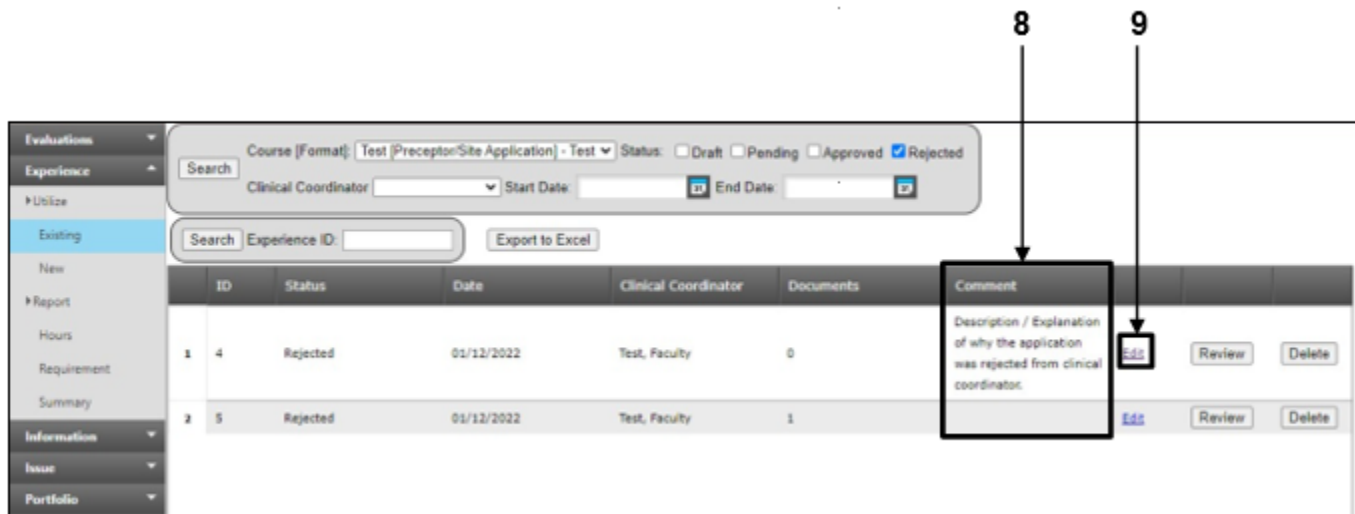 8 9
Evaluations
Experience
Utilize
Existing
New
Report
Hours
Requirement
Summary
Information
Issue
Portfolio
Search Course [Format]: Test [Preceptor/Site Application] - Test Status: Draft Pending Approved Rejected
Clinical Coordinator Start Date: 31 End Date: 31
Search Experience ID: Export to Excel
ID Status Date Clinical Coordinator Documents Comment
1 4 Rejected 01/12/2022 Test, Faculty 0 Description / Explanation
of why the application
was rejected from clinical
coordinator.
Edit Review Delete
2 5 Rejected 01/12/2022 Test, Faculty 1 Edit Review Delete